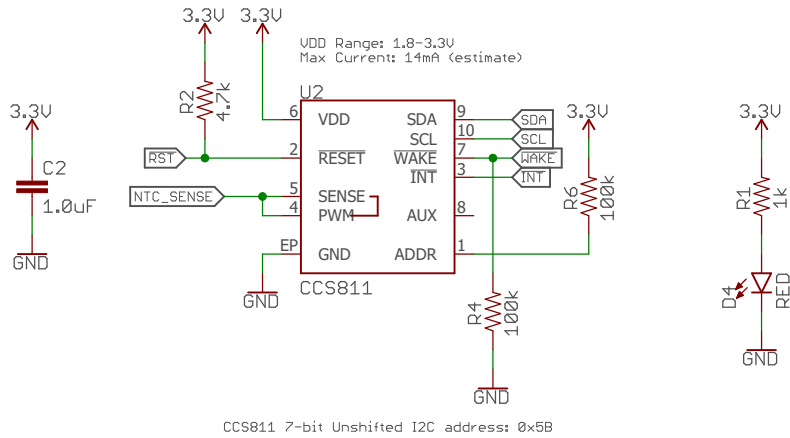 3.3V
3.3V
VDD Range: 1.8-3.3V
Max Current: 14mA (estimate)
U2
R2
4.7k
6
VDD
SDA
9
SDA
SCL
10
SCL
2
RESET
WAKE
7
WAKE
RST
INT
3
INT
NTC_SENSE
5
SENSE
4
PWM
AUX
8
EP
GND
ADDR
1
GND
CCS811
3.3V
C2
1.0uF
GND
3.3V
R6
100k
R4
100k
GND
3.3V
R1
1k
D4
RED
GND
CCS811 7-bit Unshifted I2C address: 0x5B